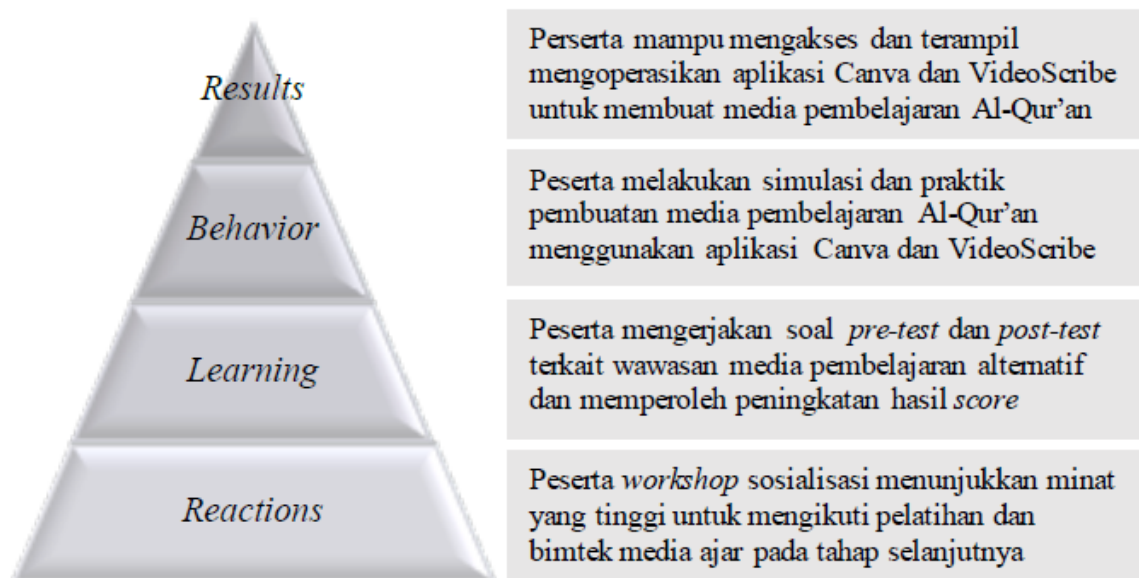 Results
Perserta mampu mengakses dan terampil
mengoperasikan aplikasi Canva dan VideoScribe
untuk membuat media pembelajaran Al-Qur’an
Behavior
Peserta melakukan simulasi dan praktik
pembuatan media pembelajaran Al-Qur’an
menggunakan aplikasi Canva dan VideoScribe
Learning
Peserta mengerjakan soal pre-test dan post-test
terkait wawasan media pembelajaran alternatif
dan memperoleh peningkatan hasil score
Reactions
Peserta workshop sosialisasi menunjukkan minat
yang tinggi untuk mengikuti pelatihan dan
bimtek media ajar pada tahap selanjutnya